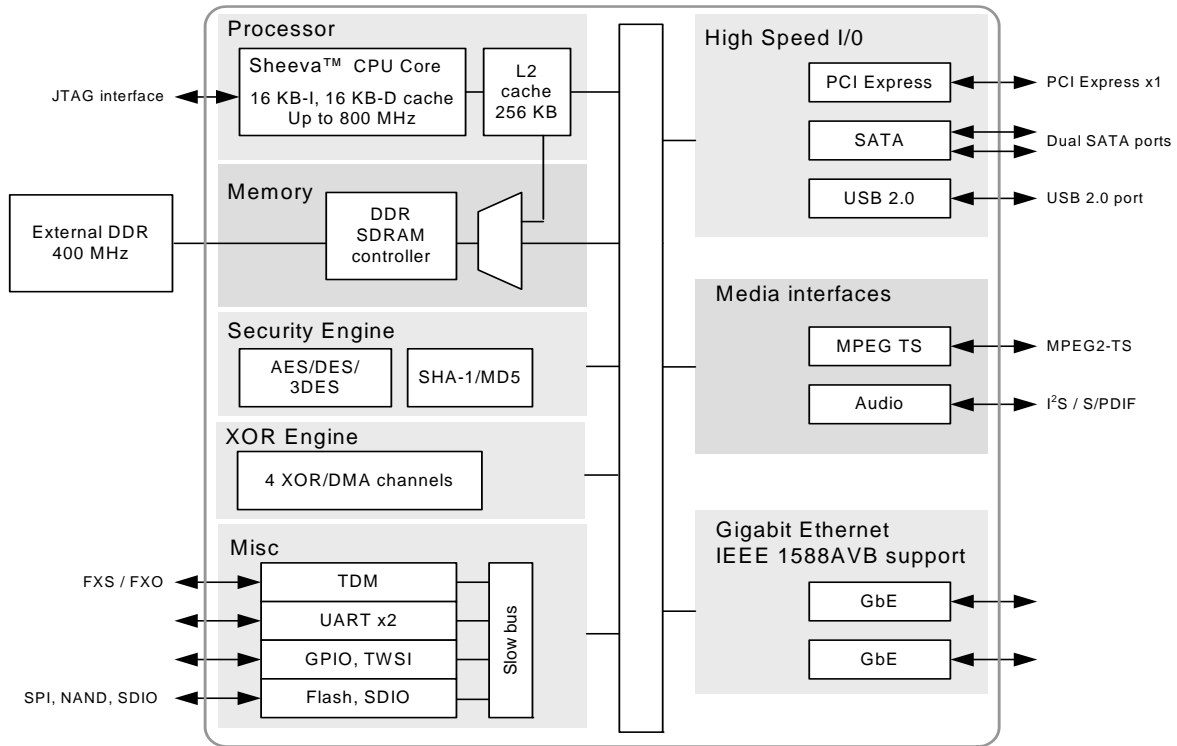 Processor
Sheeva™ CPU Core
16 KB-I, 16 KB-D cache
Up to 800 MHz
L2
cache
256 KB
JTAG interface
Memory
External DDR
400 MHz
DDR
SDRAM
controller
Security Engine
AES/DES/
3DES
SHA-1/MD5
XOR Engine
4 XOR/DMA channels
Misc
FXS / FXO
TDM
UART x2
GPIO, TWSI
SPI, NAND, SDIO
Flash, SDIO
Slow bus
High Speed I/0
PCI Express
PCI Express x1
SATA
Dual SATA ports
USB 2.0
USB 2.0 port
Media interfaces
MPEG TS
MPEG2-TS
Audio
I²S / S/PDIF
Gigabit Ethernet
IEEE 1588AVB support
GbE
GbE